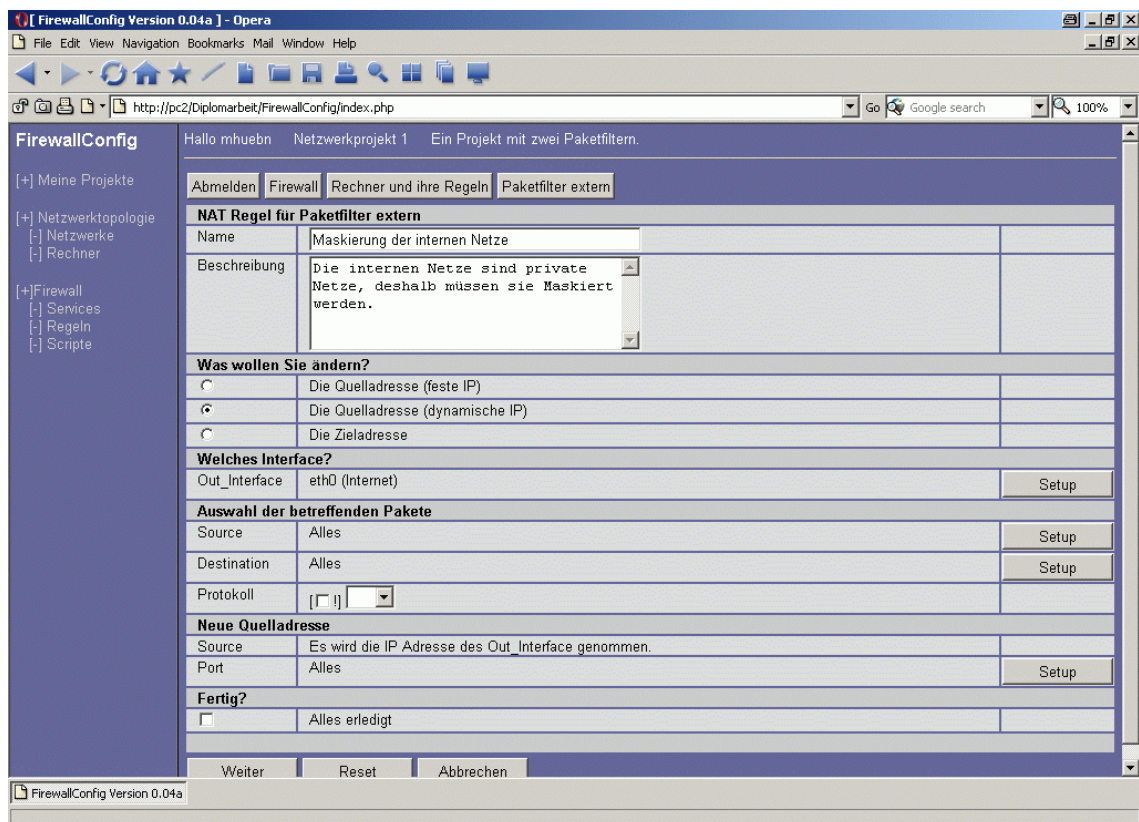 [ FirewallConfig Version 0.04a ] - Opera
File Edit View Navigation Bookmarks Mail Window Help
http://pc2/Diplomarbeit/FirewallConfig/index.php Go Google search 100%
FirewallConfig
[+] Meine Projekte
[+] Netzwerktopologie
[-] Netzwerke
[-] Rechner
[+]Firewall
[-] Services
[-] Regeln
[-] Scripte
Hallo mhuebn Netzwerkprojekt 1 Ein Projekt mit zwei Paketfiltern.
Abmelden Firewall Rechner und ihre Regeln Paketfilter extern
NAT Regel für Paketfilter extern
Name Maskierung der internen Netze
Beschreibung Die internen Netze sind private
Netze, deshalb müssen sie Maskiert
werden.
Was wollen Sie ändern?
Die Quelladresse (feste IP)
Die Quelladresse (dynamische IP)
Die Zieladresse
Welches Interface?
Out_Interface eth0 (Internet) Setup
Auswahl der betreffenden Pakete
Source Alles Setup
Destination Alles Setup
Protokoll [ !]
Neue Quelladresse
Source Es wird die IP Adresse des Out_Interface genommen.
Port Alles Setup
Fertig?
Alles erledigt
Weiter Reset Abbrechen
FirewallConfig Version 0.04a